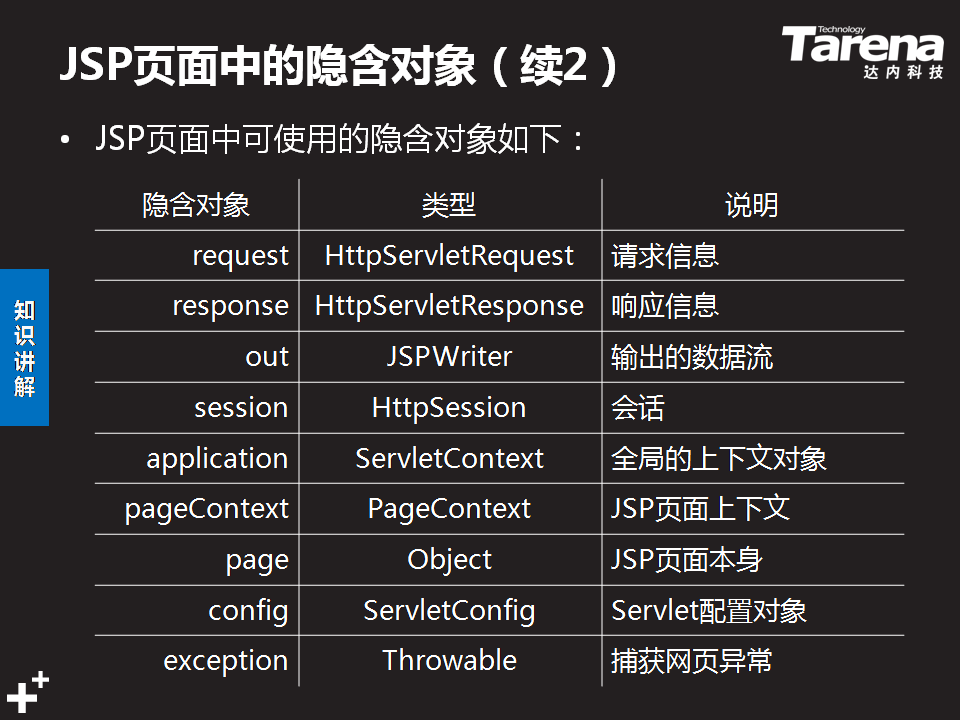 JSP页面中的隐含对象（续2）
Technology
Tarena
达内科技
• JSP页面中可使用的隐含对象如下：
隐含对象 类型 说明
request HttpServletRequest 请求信息
response HttpServletResponse 响应信息
out JSPWriter 输出的数据流
session HttpSession 会话
application ServletContext 全局的上下文对象
pageContext PageContext JSP页面上下文
page Object JSP页面本身
config ServletConfig Servlet配置对象
exception Throwable 捕获网页异常
知识讲解